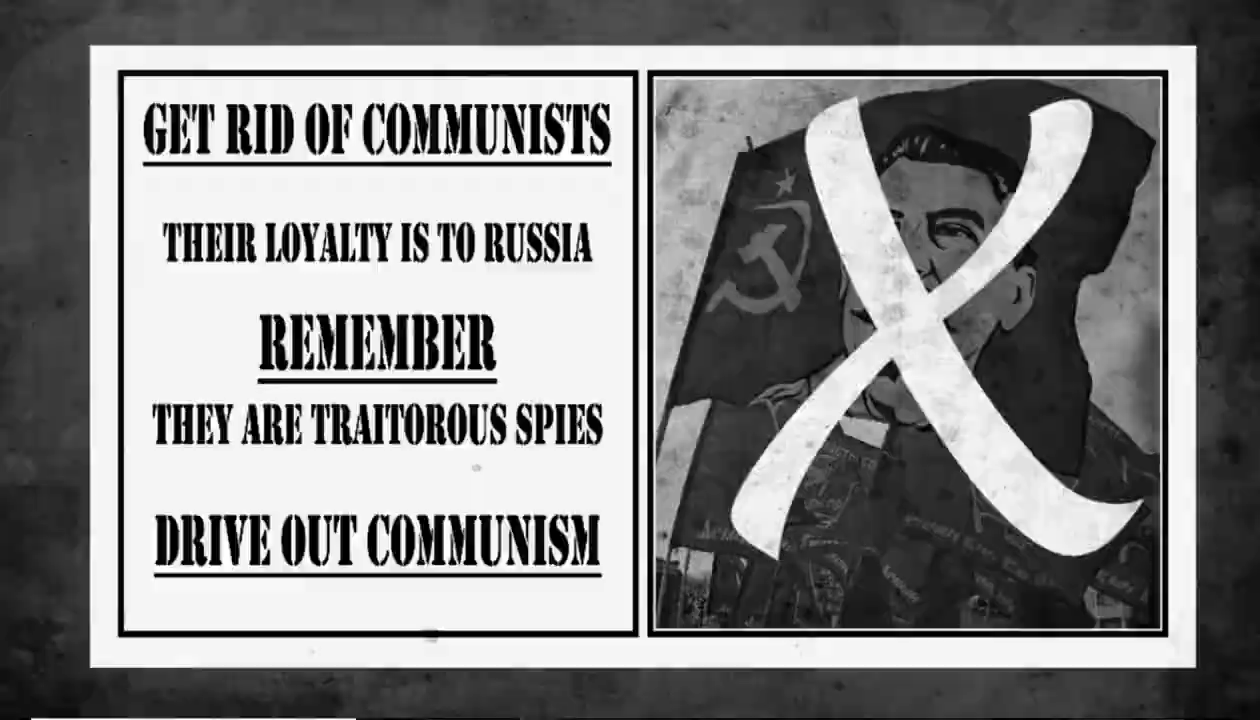 GET RID OF COMMUNISTS
THEIR LOYALTY IS TO RUSSIA
REMEMBER
THEY ARE TRAITOROUS SPIES
DRIVE OUT COMMUNISM